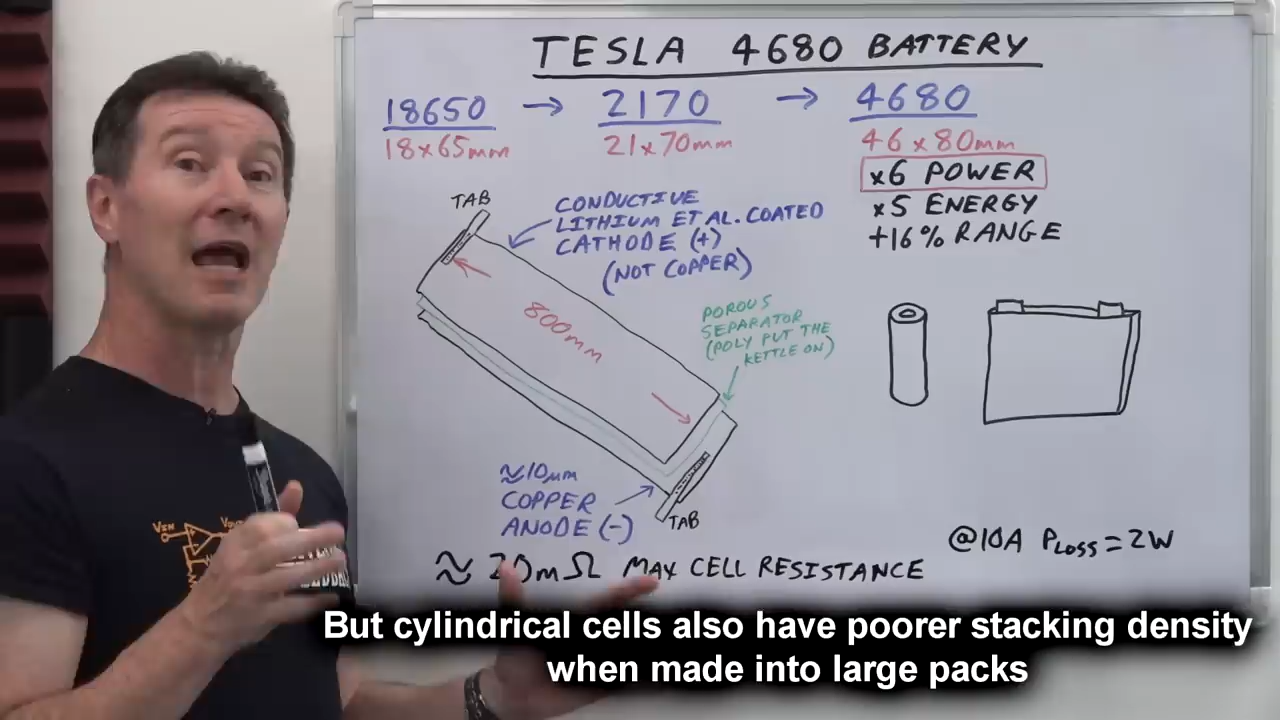 TESLA 4680 BATTERY
18650 → 2170 → 4680
18x65mm
21x70mm
46x80mm
x6 POWER
x5 ENERGY
+16% RANGE
TAB
CONDUCTIVE
LITHIUM ET AL. COATED
CATHODE (+)
(NOT COPPER)
800mm
POROUS
SEPARATOR
(POLY PUT THE
KETTLE ON)
≈10µm
COPPER
ANODE (-)
TAB
@10A PLOSS = 2W
≈ 20mΩ MAX CELL RESISTANCE
VIN
But cylindrical cells also have poorer stacking density
when made into large packs